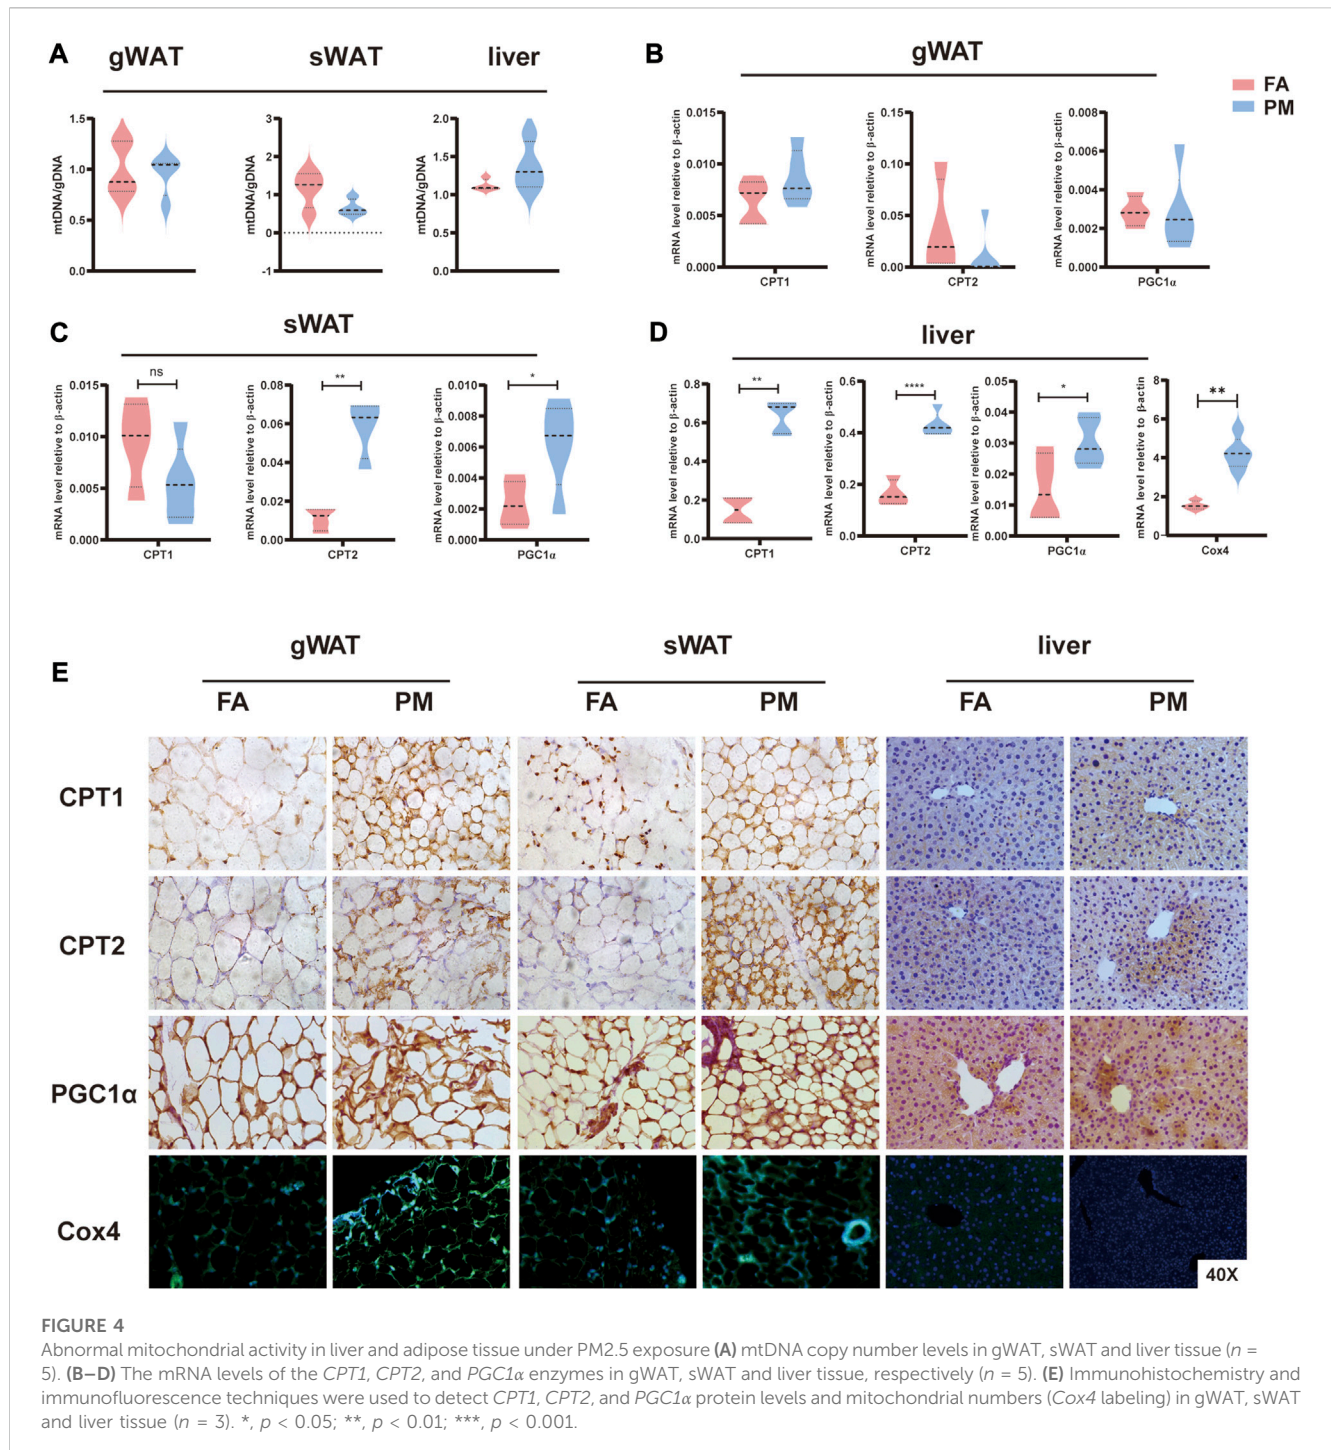 A
gWAT
sWAT
liver
mtDNA/gDNA
1.5
1.0
0.5
0.0
mtDNA/gDNA
3
2
1
0
-1
mtDNA/gDNA
2.0
1.5
1.0
0.5
0.0
B
gWAT
FA
PM
mRNA level reletive to β-actin
0.015
0.010
0.005
0.000
CPT1
mRNA level reletive to β-actin
0.15
0.10
0.05
0.00
CPT2
mRNA level reletive to β-actin
0.008
0.006
0.004
0.002
0.000
PGC1α
C
sWAT
mRNA level reletive to β-actin
0.015
0.010
0.005
0.000
ns
CPT1
mRNA level reletive to β-actin
0.08
0.06
0.04
0.02
0.00
**
CPT2
mRNA level reletive to β-actin
0.010
0.008
0.006
0.004
0.002
0.000
*
PGC1α
D
liver
mRNA level reletive to β-actin
0.8
0.6
0.4
0.2
0.0
**
CPT1
mRNA level reletive to β-actin
0.6
0.4
0.2
0.0
****
CPT2
mRNA level reletive to β-actin
0.05
0.04
0.03
0.02
0.01
0.00
*
PGC1α
mRNA level reletive to β-actin
8
6
4
2
0
**
Cox4
E
gWAT
sWAT
liver
FA
PM
FA
PM
FA
PM
CPT1
CPT2
PGC1α
Cox4
40X
FIGURE 4
Abnormal mitochondrial activity in liver and adipose tissue under PM2.5 exposure (A) mtDNA copy number levels in gWAT, sWAT and liver tissue (n =
5). (B–D) The mRNA levels of the CPT1, CPT2, and PGC1α enzymes in gWAT, sWAT and liver tissue, respectively (n = 5). (E) Immunohistochemistry and
immunofluorescence techniques were used to detect CPT1, CPT2, and PGC1α protein levels and mitochondrial numbers (Cox4 labeling) in gWAT, sWAT
and liver tissue (n = 3). *, p < 0.05; **, p < 0.01; ***, p < 0.001.